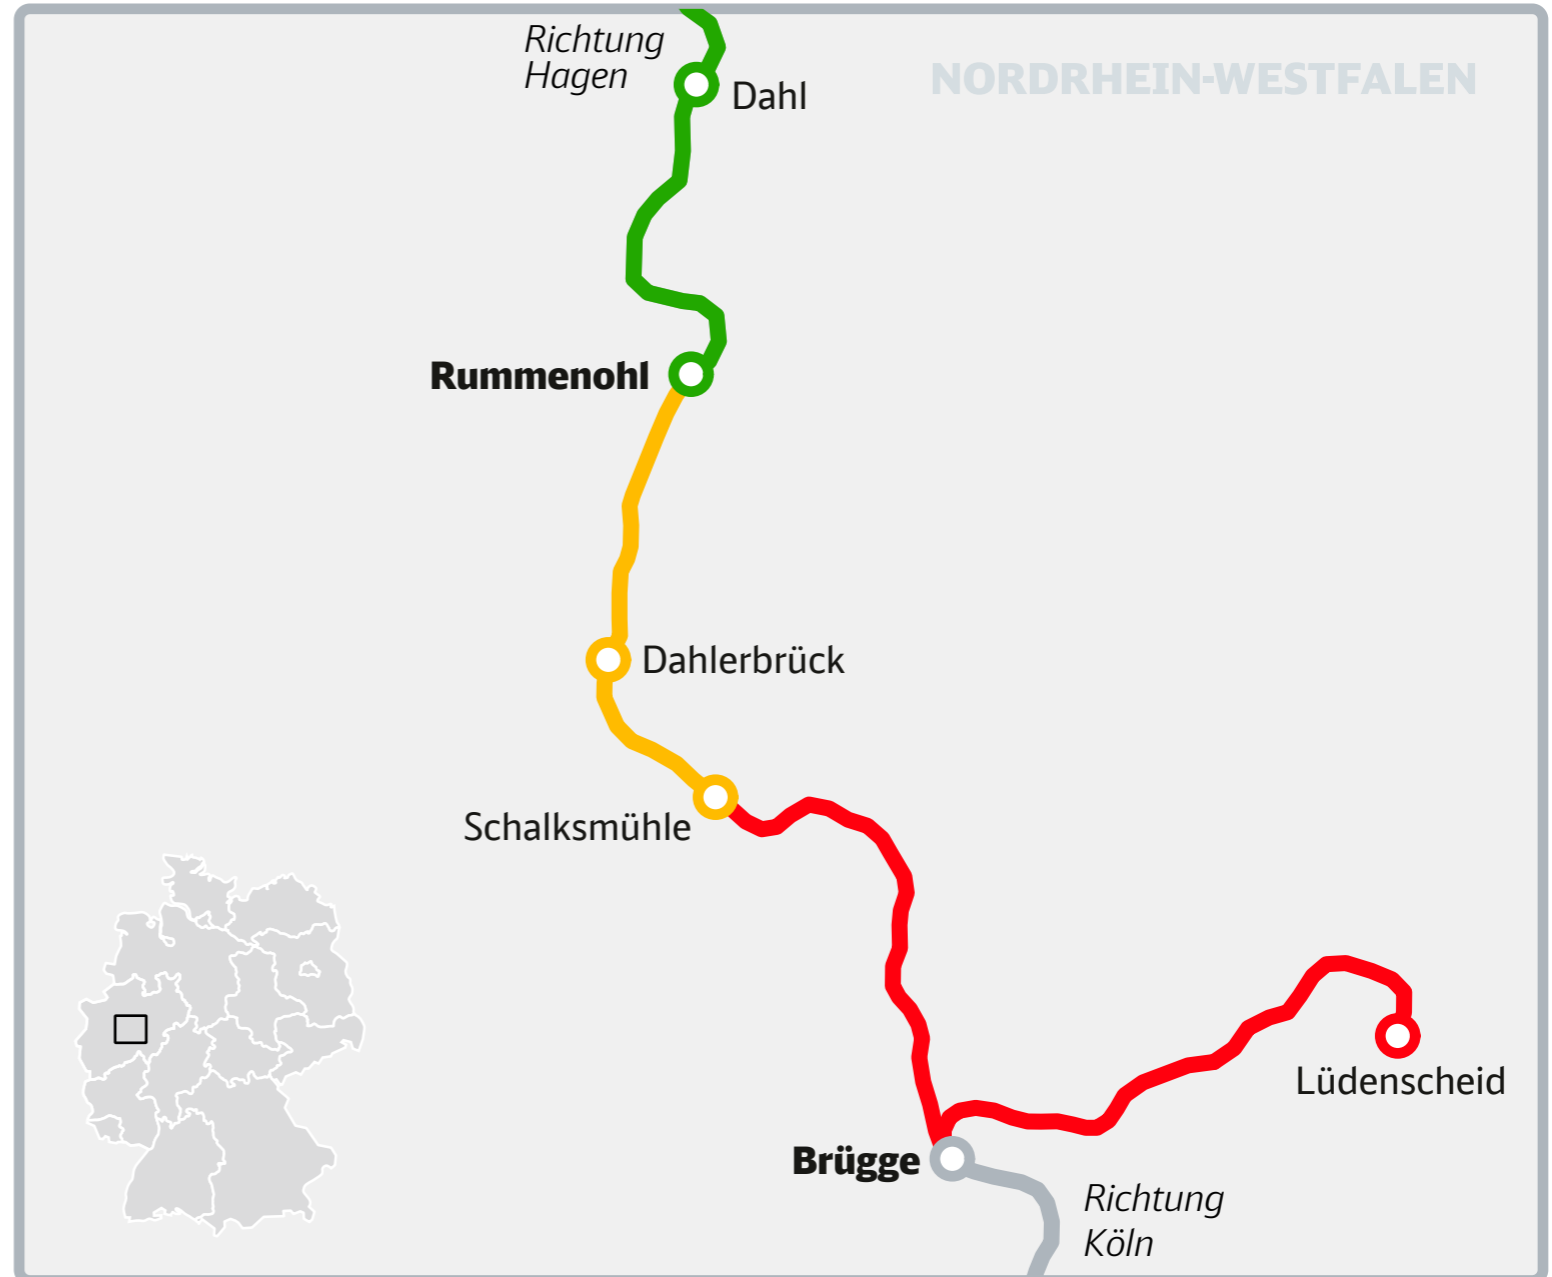 Richtung
Hagen
NORDRHEIN-WESTFALEN
Dahl
Rummenohl
Dahlerbrück
Schalksmühle
Lüdenscheid
Brügge
Richtung
Köln